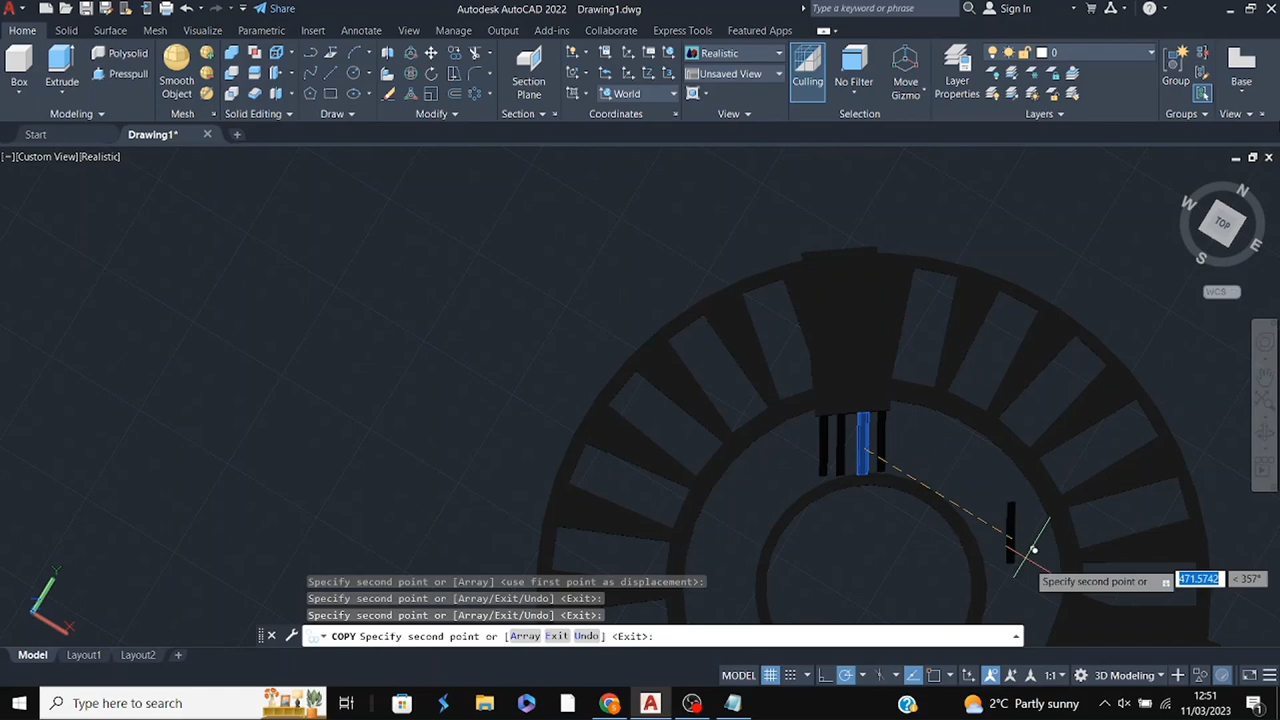 Share
Autodesk AutoCAD 2022 Drawing1.dwg
Type a keyword or phrase
Sign In
Home Solid Surface Mesh Visualize Parametric Insert Annotate View Manage Output Add-ins Collaborate Express Tools Featured Apps
Box
Extrude
Polysolid
Presspull
Smooth
Object
Section
Plane
World
Realistic
Unsaved View
Culling
No Filter
Move
Gizmo
Layer
Properties
0
Group
Base
Modeling
Mesh
Solid Editing
Draw
Modify
Section
Coordinates
View
Selection
Layers
Groups
View
Start
Drawing1*
[−][Custom View][Realistic]
N
W
TOP
E
S
WCS
Y
X
Specify second point or
471.5742
< 357°
Specify second point or [Array] <use first point as displacement>:
Specify second point or [Array/Exit/Undo] <Exit>:
Specify second point or [Array/Exit/Undo] <Exit>:
COPY Specify second point or [Array Exit Undo] <Exit>:
Model Layout1 Layout2
MODEL
1:1
3D Modeling
Type here to search
2°C Partly sunny
12:51
11/03/2023